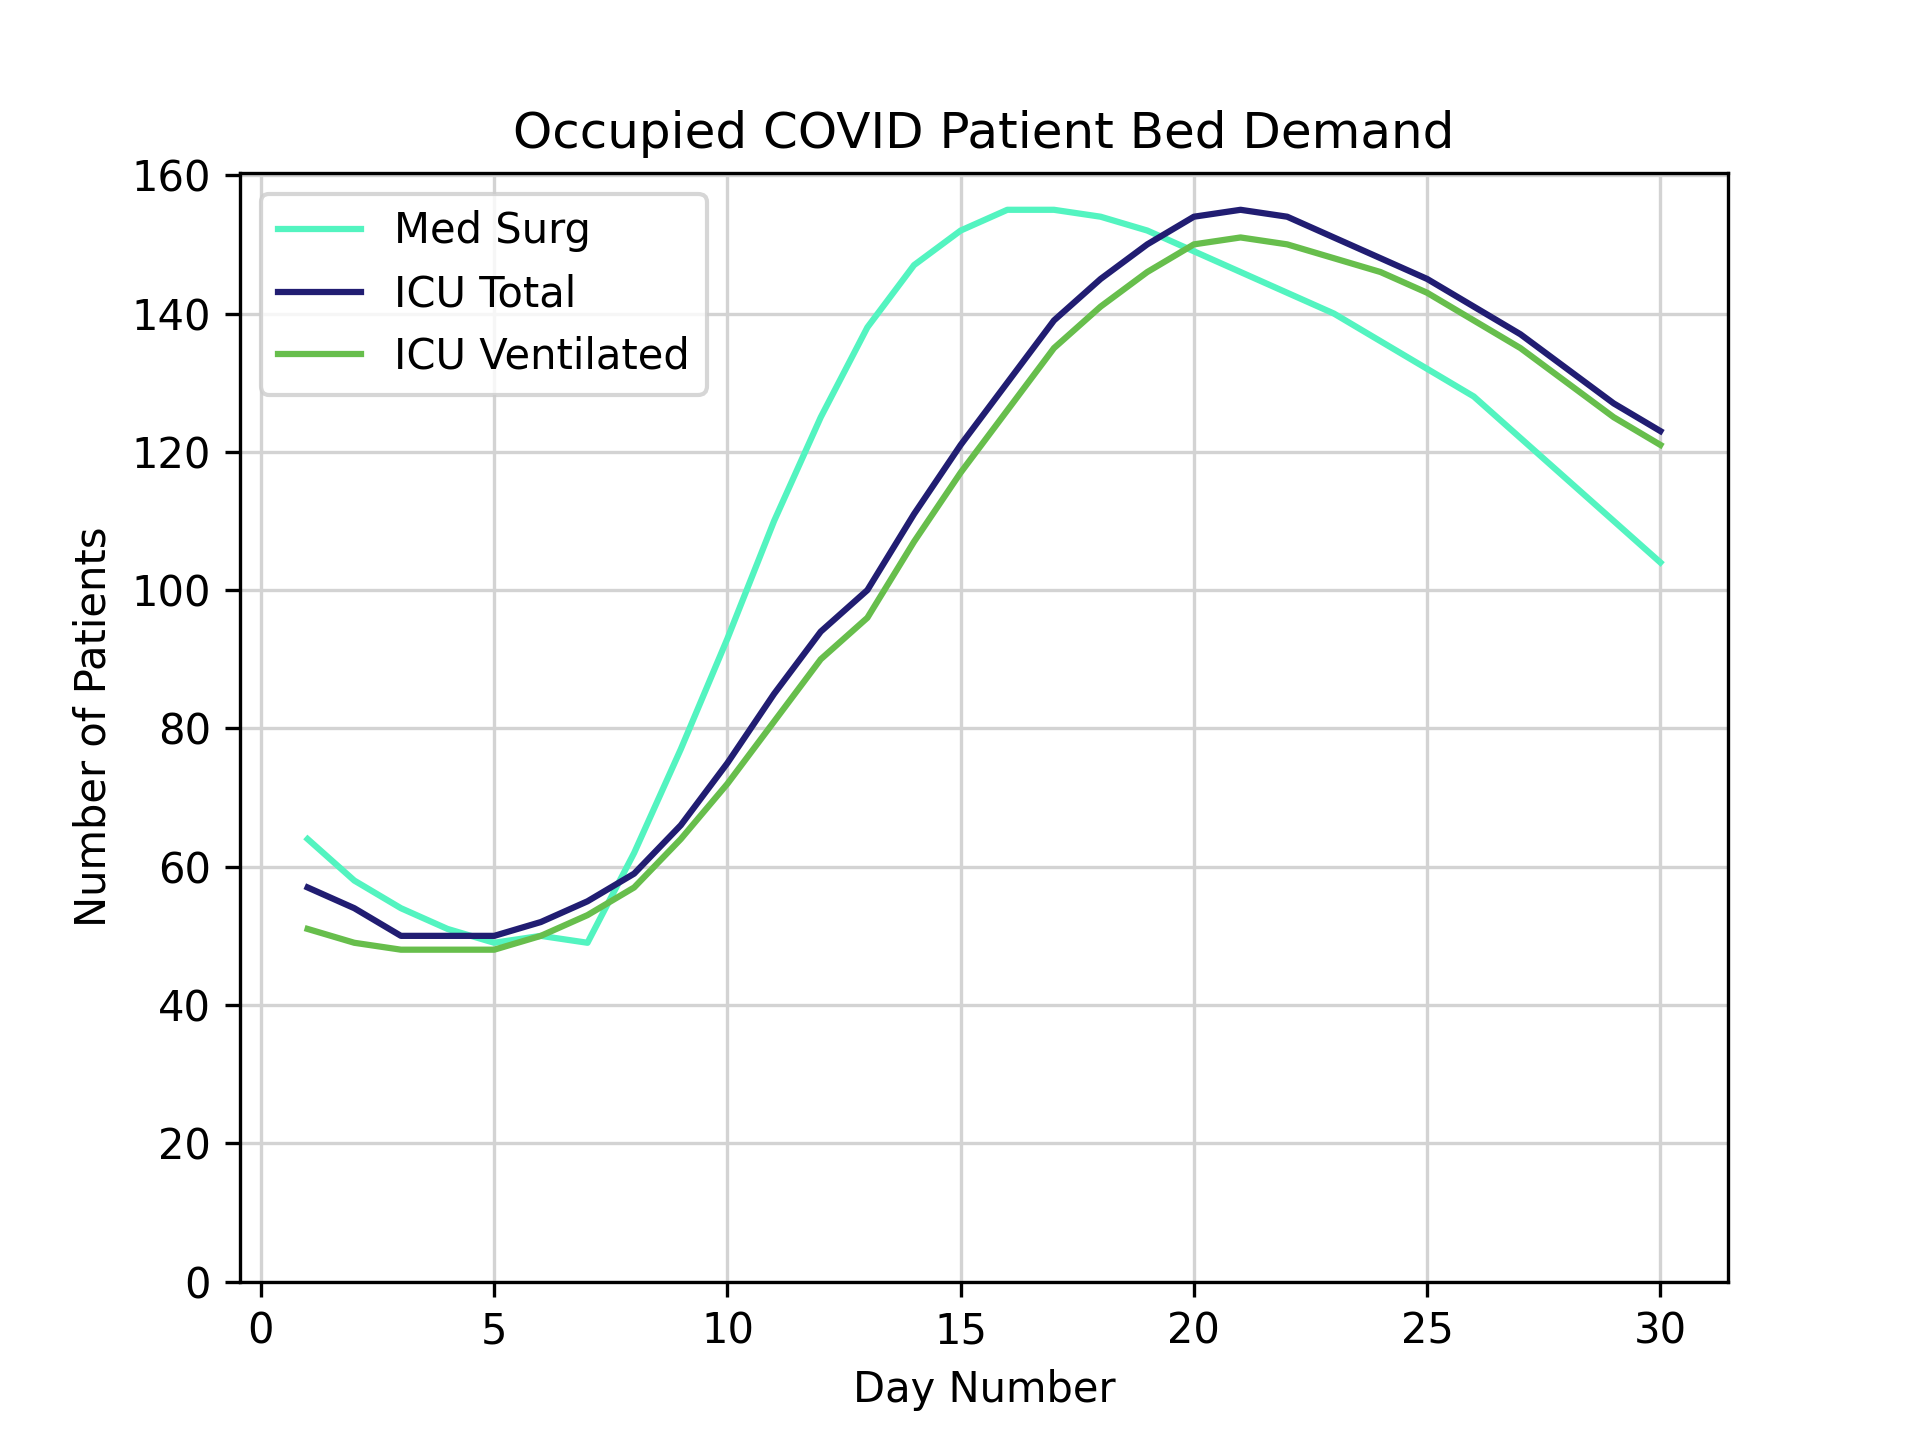 Occupied COVID Patient Bed Demand
160
140
120
100
80
60
40
20
0
Number of Patients
Med Surg
ICU Total
ICU Ventilated
0 5 10 15 20 25 30
Day Number